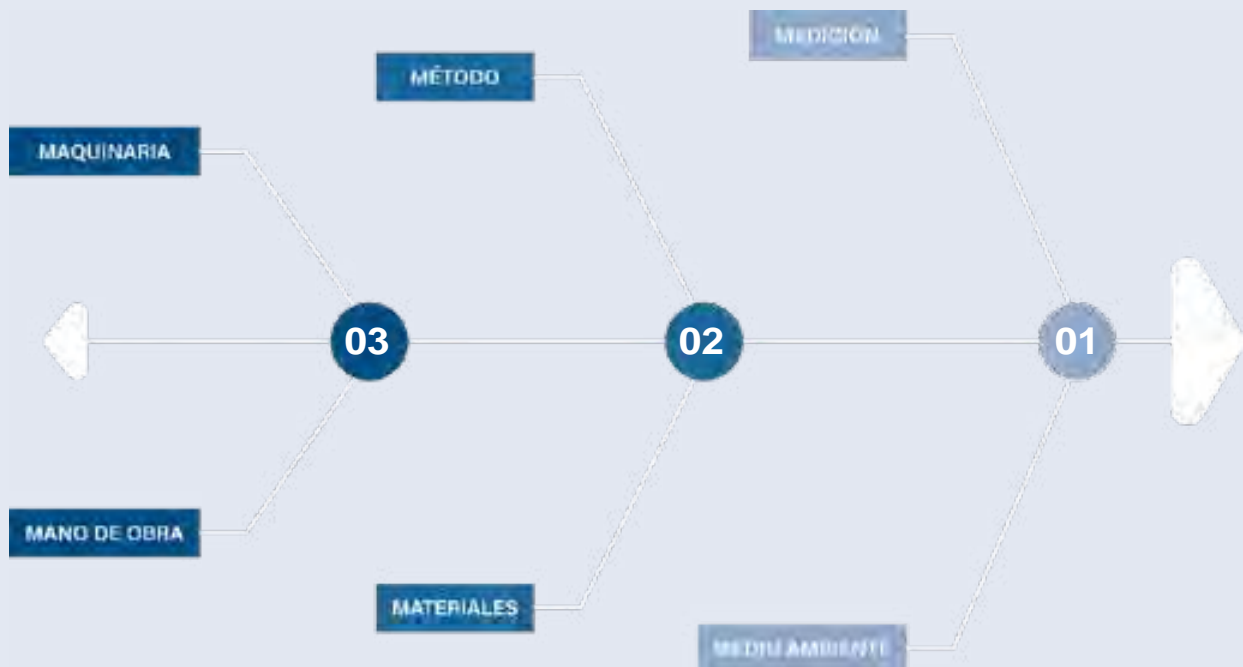 MEDICIÓN
MÉTODO
MAQUINARIA
03
02
01
MANO DE OBRA
MATERIALES
MEDIO AMBIENTE